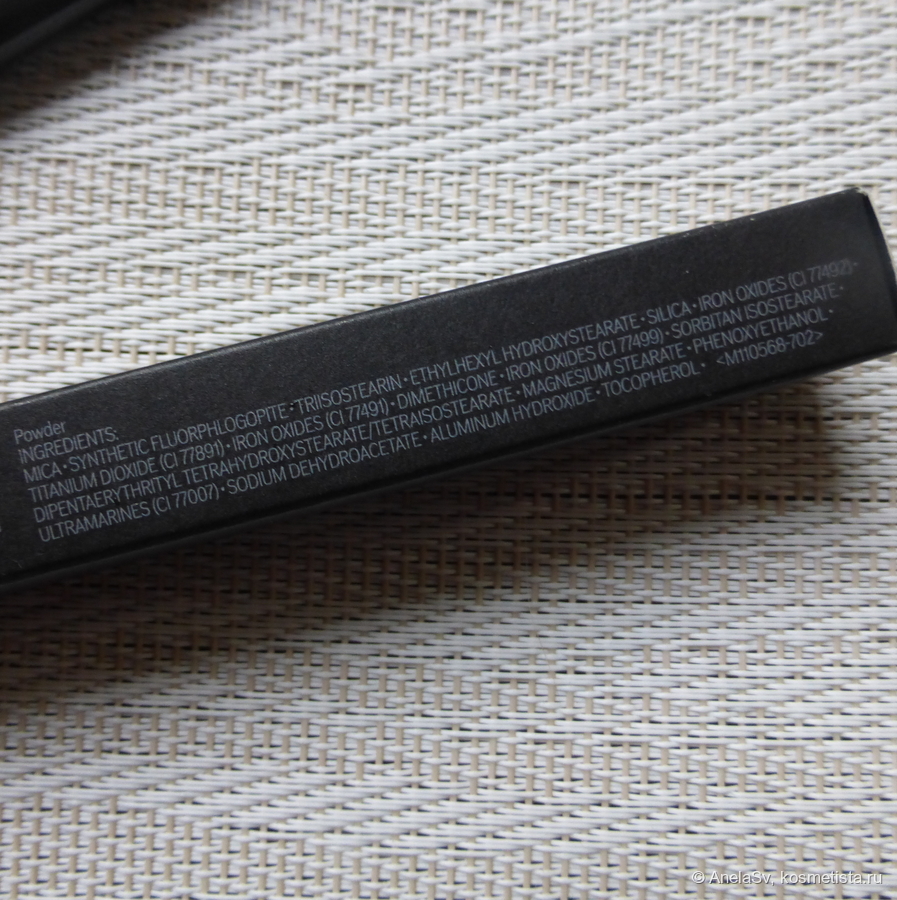 Powder
INGREDIENTS:
MICA • SYNTHETIC FLUORPHLOGOPITE • TRIISOSTEARIN • ETHYLHEXYL HYDROXYSTEARATE • SILICA • IRON OXIDES (CI 77492) •
TITANIUM DIOXIDE (CI 77891) • IRON OXIDES (CI 77491) • DIMETHICONE • IRON OXIDES (CI 77499) • SORBITAN ISOSTEARATE •
DIPENTAERYTHRITYL TETRAHYDROXYSTEARATE/TETRAISOSTEARATE • MAGNESIUM STEARATE • PHENOXYETHANOL •
ULTRAMARINES (CI 77007) • SODIUM DEHYDROACETATE • ALUMINUM HYDROXIDE • TOCOPHEROL • <M110568-702>
© AnelaSv, kosmetista.ru